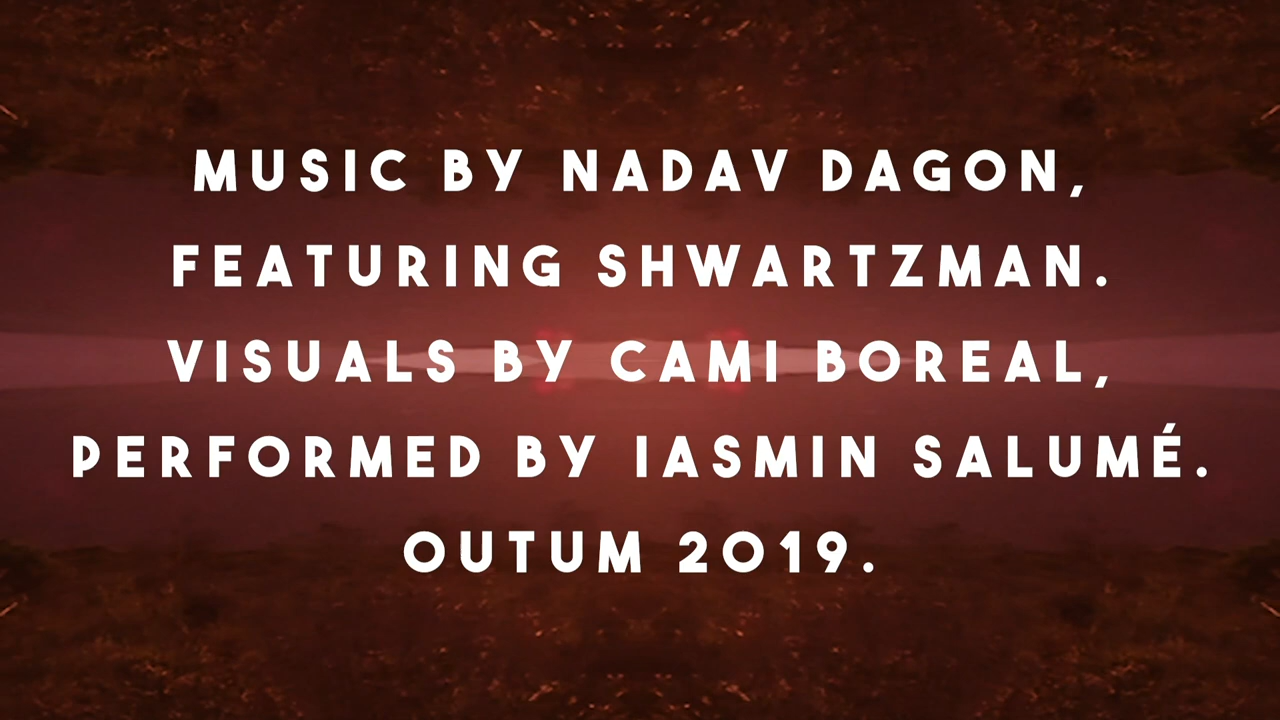 MUSIC BY NADAV DAGON,
FEATURING SHWARTZMAN.
VISUALS BY CAMI BOREAL,
PERFORMED BY IASMIN SALUMÉ.
OUTUM 2019.